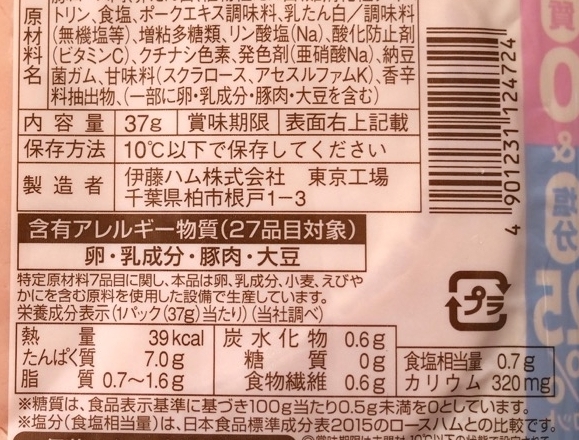 原材料名
トリン、食塩、ポークエキス調味料、乳たん白／調味料
(無機塩等)、増粘多糖類、リン酸塩(Na)、酸化防止剤
(ビタミンC)、クチナシ色素、発色剤(亜硝酸Na)、納豆
菌ガム、甘味料(スクラロース、アセスルファムK)、香辛
料抽出物、(一部に卵・乳成分・豚肉・大豆を含む)
内容量 37g 賞味期限 表面右上記載
保存方法 10℃以下で保存してください
製造者 伊藤ハム株式会社 東京工場
千葉県柏市根戸1-3
含有アレルギー物質(27品目対象)
卵・乳成分・豚肉・大豆
特定原材料7品目に関し、本品は卵、乳成分、小麦、えびや
かにを含む原料を使用した設備で生産しています。
栄養成分表示(1パック(37g)当たり)(当社調べ)
熱量 39kcal 炭水化物 0.6g
たんぱく質 7.0g 糖質 0g 食塩相当量 0.7g
脂質 0.7～1.6g 食物繊維 0.6g カリウム 320mg
※糖質は、食品表示基準に基づき100g当たり0.5g未満を0としています。
※塩分(食塩相当量)は、日本食品標準成分表2015のロースハムとの比較です。
4 901231 124724
プラ
質0&
塩分
25%